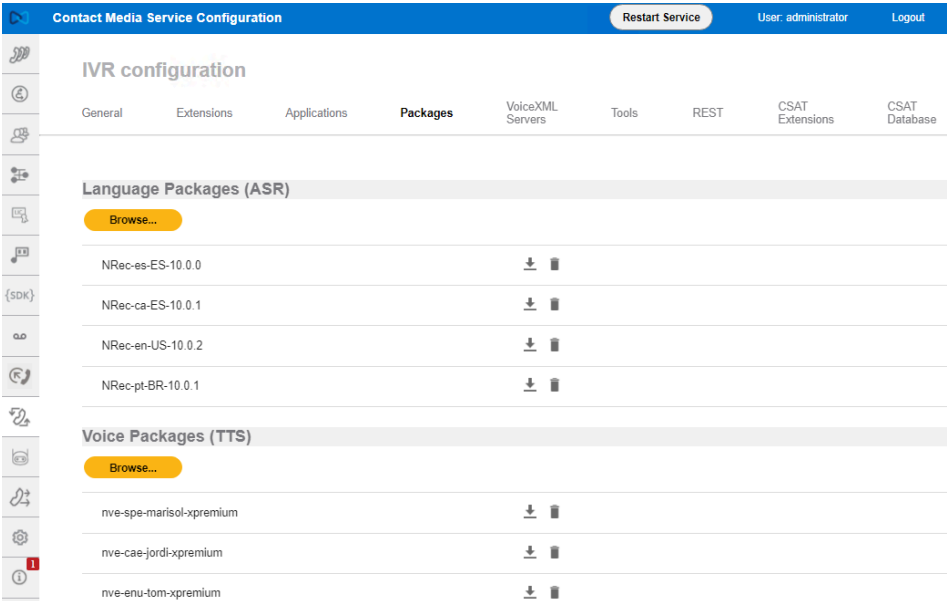 Contact Media Service Configuration Restart Service User: administrator Logout
IVR configuration
General Extensions Applications Packages VoiceXML Servers Tools REST CSAT Extensions CSAT Database
Language Packages (ASR)
Browse...
NRec-es-ES-10.0.0
NRec-ca-ES-10.0.1
{SDK}
NRec-en-US-10.0.2
NRec-pt-BR-10.0.1
Voice Packages (TTS)
Browse...
nve-spe-marisol-xpremium
nve-cae-jordi-xpremium
1
nve-enu-tom-xpremium